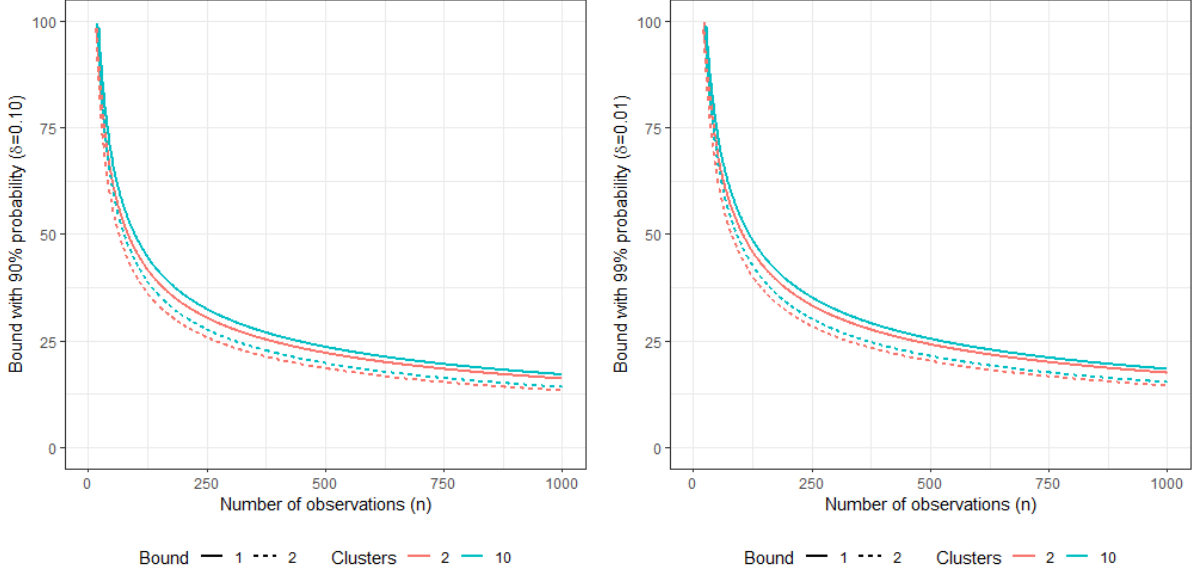 100
75
50
25
0
Bound with 90% probability (δ=0.10)
0 250 500 750 1000
Number of observations (n)
Bound 1 2 Clusters 2 10
100
75
50
25
0
Bound with 99% probability (δ=0.01)
0 250 500 750 1000
Number of observations (n)
Bound 1 2 Clusters 2 10